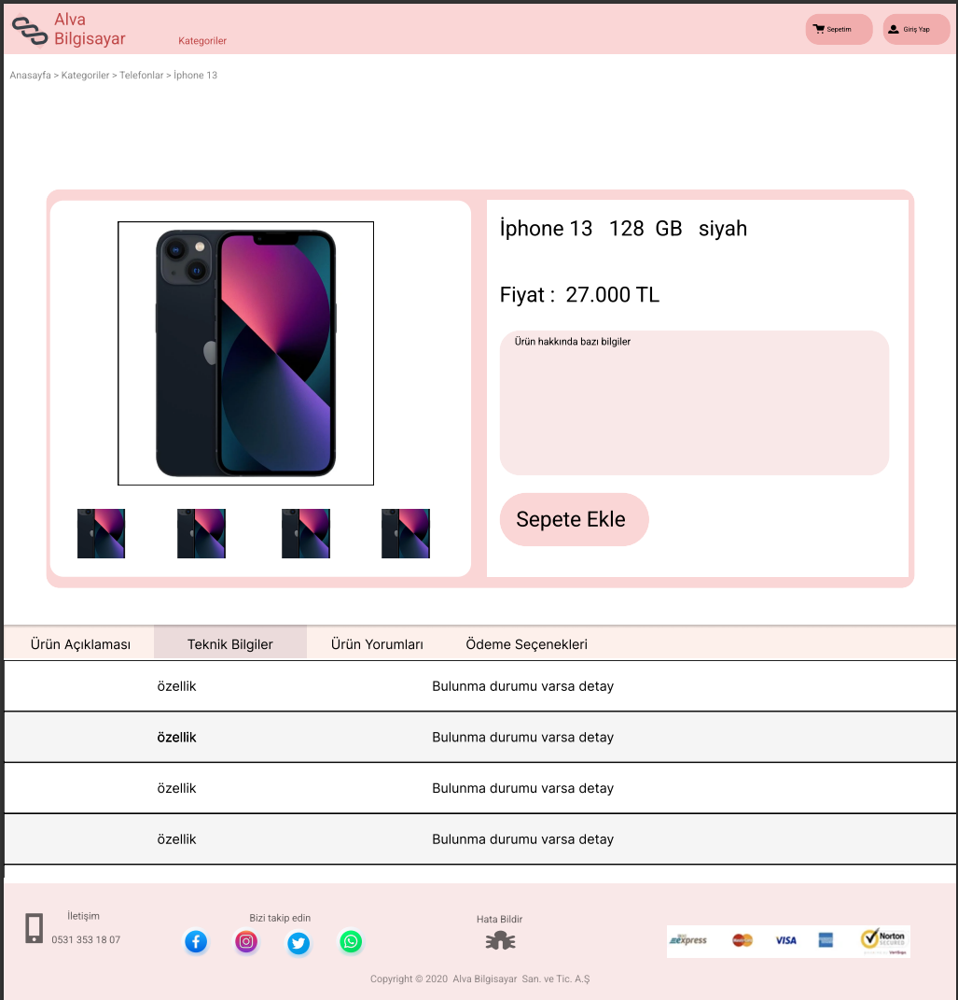 Alva
Bilgisayar
Kategoriler
Sepetim
Giriş Yap
Anasayfa > Kategoriler > Telefonlar > İphone 13
İphone 13 128 GB siyah
Fiyat : 27.000 TL
Ürün hakkında bazı bilgiler
Sepete Ekle
Ürün Açıklaması Teknik Bilgiler Ürün Yorumları Ödeme Seçenekleri
özellik Bulunma durumu varsa detay
özellik Bulunma durumu varsa detay
özellik Bulunma durumu varsa detay
özellik Bulunma durumu varsa detay
İletişim
0531 353 18 07
Bizi takip edin
Hata Bildir
express
VISA
Norton
SECURED
Copyright © 2020 Alva Bilgisayar San. ve Tic. A.Ş